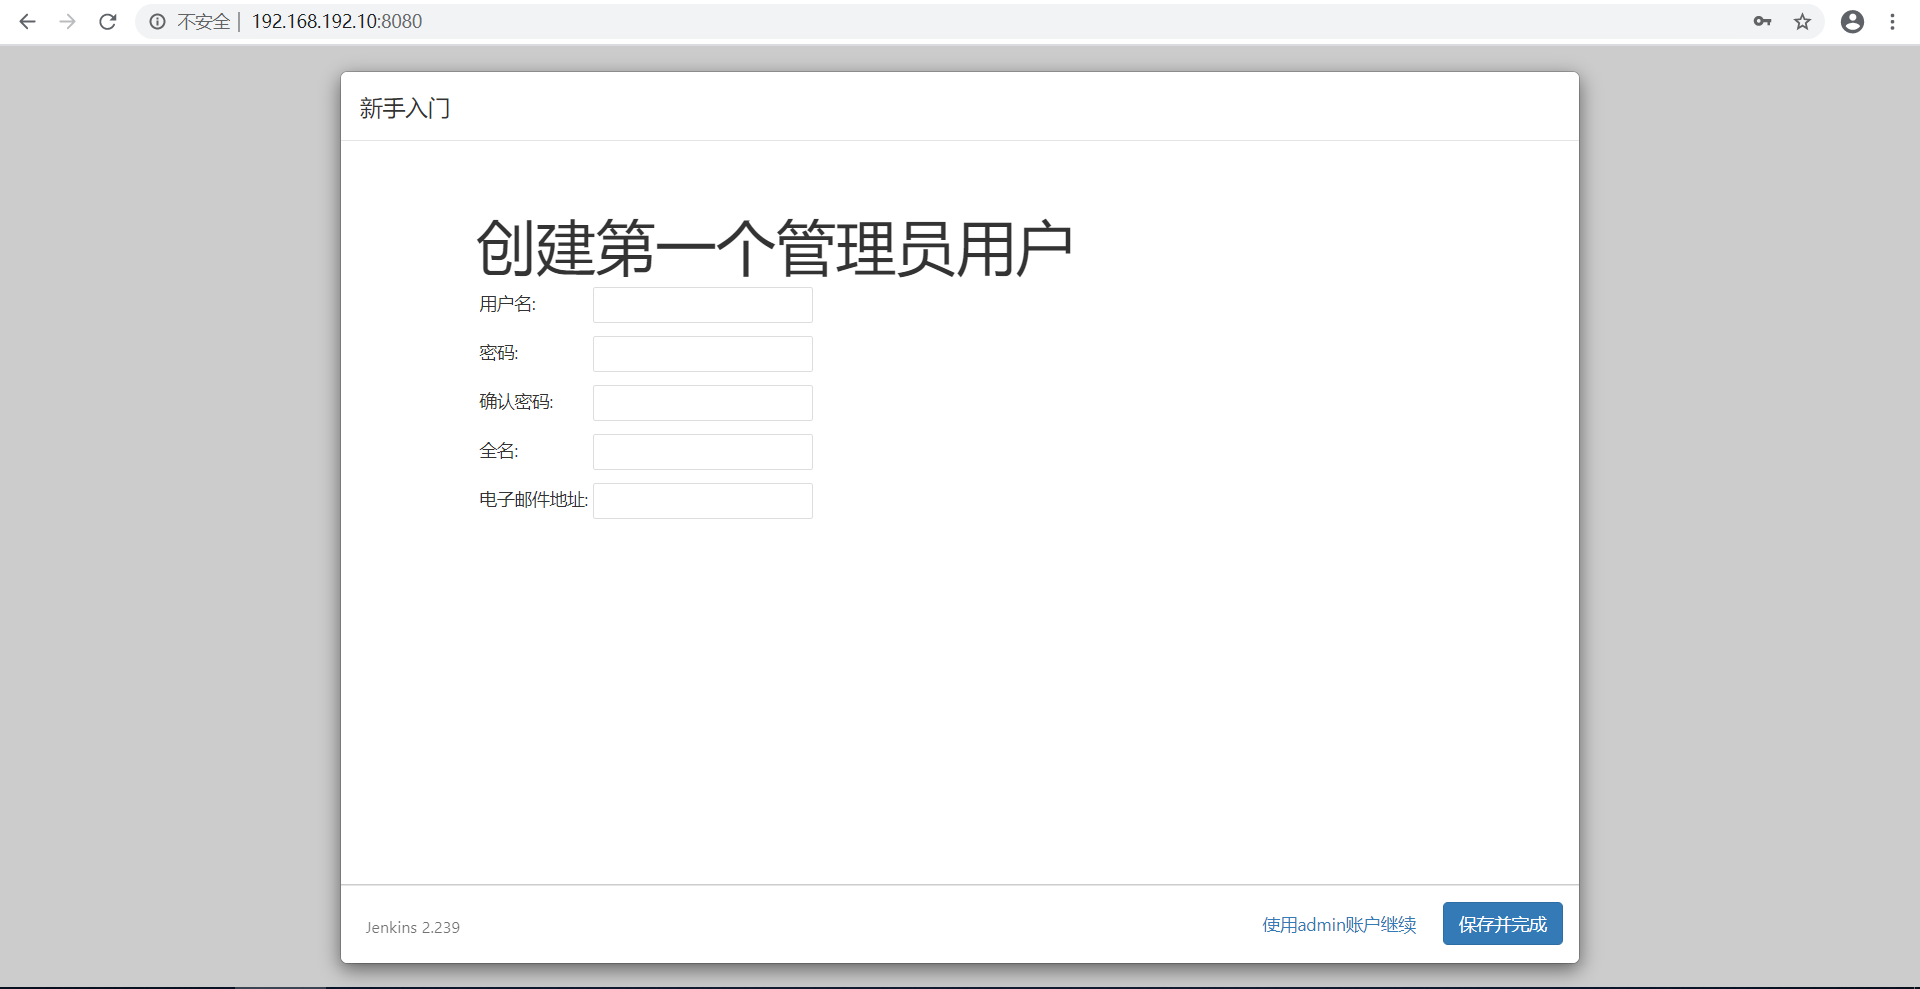 不安全 | 192.168.192.10:8080
新手入门
创建第一个管理员用户
用户名:
密码:
确认密码:
全名:
电子邮件地址:
Jenkins 2.239
使用admin账户继续
保存并完成